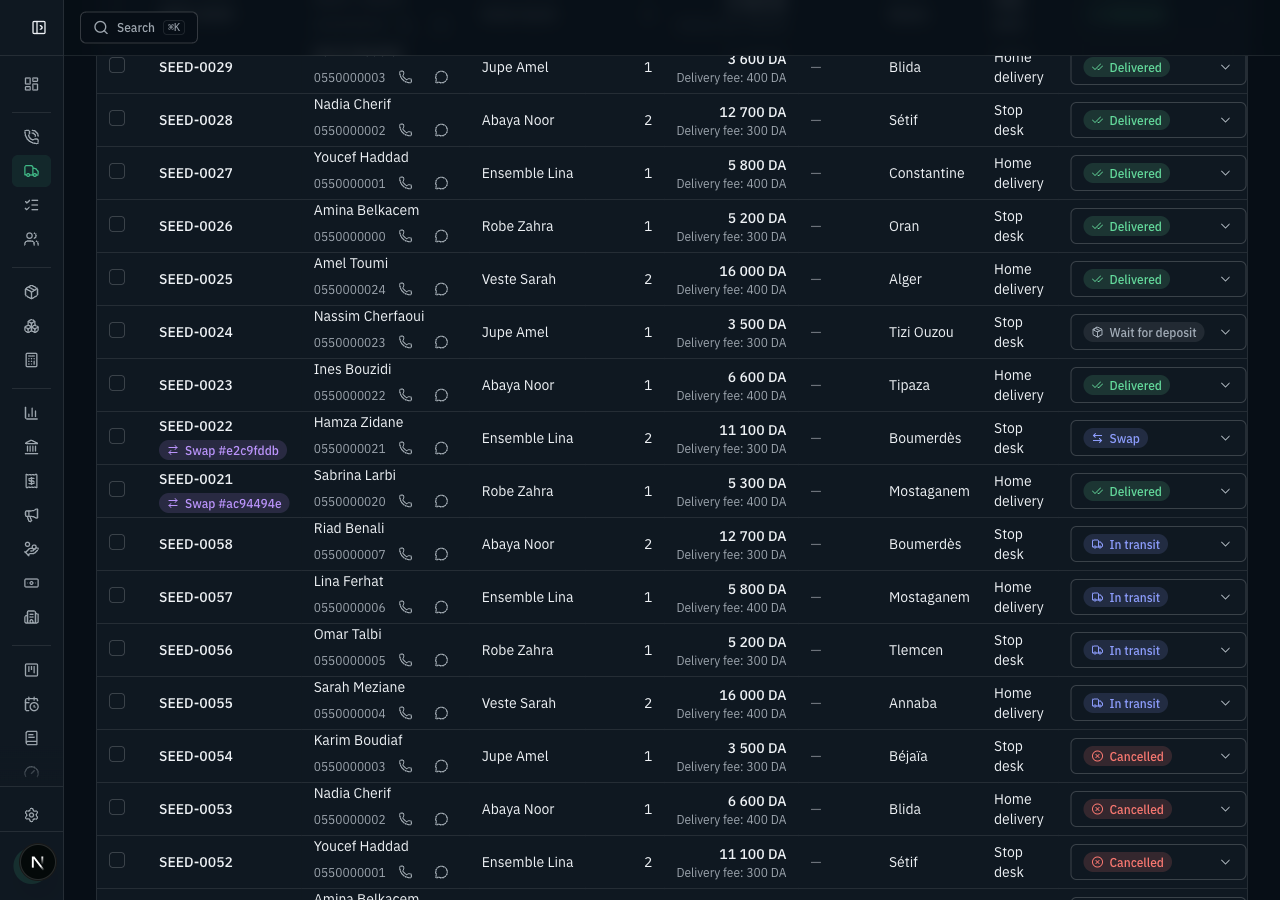 Search ⌘K
SEED-0029 0550000003 Jupe Amel 1 3 600 DA Delivery fee: 400 DA — Blida Home delivery Delivered
SEED-0028 Nadia Cherif 0550000002 Abaya Noor 2 12 700 DA Delivery fee: 300 DA — Sétif Stop desk Delivered
SEED-0027 Youcef Haddad 0550000001 Ensemble Lina 1 5 800 DA Delivery fee: 400 DA — Constantine Home delivery Delivered
SEED-0026 Amina Belkacem 0550000000 Robe Zahra 1 5 200 DA Delivery fee: 300 DA — Oran Stop desk Delivered
SEED-0025 Amel Toumi 0550000024 Veste Sarah 2 16 000 DA Delivery fee: 400 DA — Alger Home delivery Delivered
SEED-0024 Nassim Cherfaoui 0550000023 Jupe Amel 1 3 500 DA Delivery fee: 300 DA — Tizi Ouzou Stop desk Wait for deposit
SEED-0023 Ines Bouzidi 0550000022 Abaya Noor 1 6 600 DA Delivery fee: 400 DA — Tipaza Home delivery Delivered
SEED-0022 Swap #e2c9fddb Hamza Zidane 0550000021 Ensemble Lina 2 11 100 DA Delivery fee: 300 DA — Boumerdès Stop desk Swap
SEED-0021 Swap #ac94494e Sabrina Larbi 0550000020 Robe Zahra 1 5 300 DA Delivery fee: 400 DA — Mostaganem Home delivery Delivered
SEED-0058 Riad Benali 0550000007 Abaya Noor 2 12 700 DA Delivery fee: 300 DA — Boumerdès Stop desk In transit
SEED-0057 Lina Ferhat 0550000006 Ensemble Lina 1 5 800 DA Delivery fee: 400 DA — Mostaganem Home delivery In transit
SEED-0056 Omar Talbi 0550000005 Robe Zahra 1 5 200 DA Delivery fee: 300 DA — Tlemcen Stop desk In transit
SEED-0055 Sarah Meziane 0550000004 Veste Sarah 2 16 000 DA Delivery fee: 400 DA — Annaba Home delivery In transit
SEED-0054 Karim Boudiaf 0550000003 Jupe Amel 1 3 500 DA Delivery fee: 300 DA — Béjaïa Stop desk Cancelled
SEED-0053 Nadia Cherif 0550000002 Abaya Noor 1 6 600 DA Delivery fee: 400 DA — Blida Home delivery Cancelled
SEED-0052 Youcef Haddad 0550000001 Ensemble Lina 2 11 100 DA Delivery fee: 300 DA — Sétif Stop desk Cancelled
Amina Belkacem
N